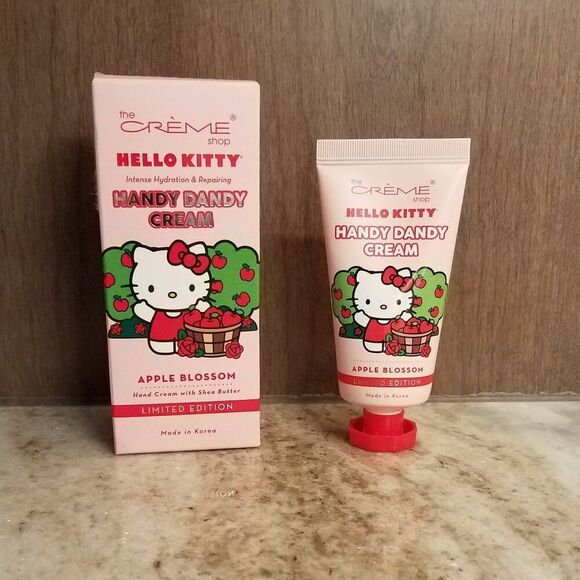 the
CRÈME®
shop
HELLO KITTY®
Intense Hydration & Repairing
HANDY DANDY
CREAM
APPLE BLOSSOM
Hand Cream with Shea Butter
LIMITED EDITION
Made in Korea
the
CRÈME®
shop
HELLO KITTY®
HANDY DANDY
CREAM
APPLE BLOSSOM
LIMITED EDITION
Made in Korea